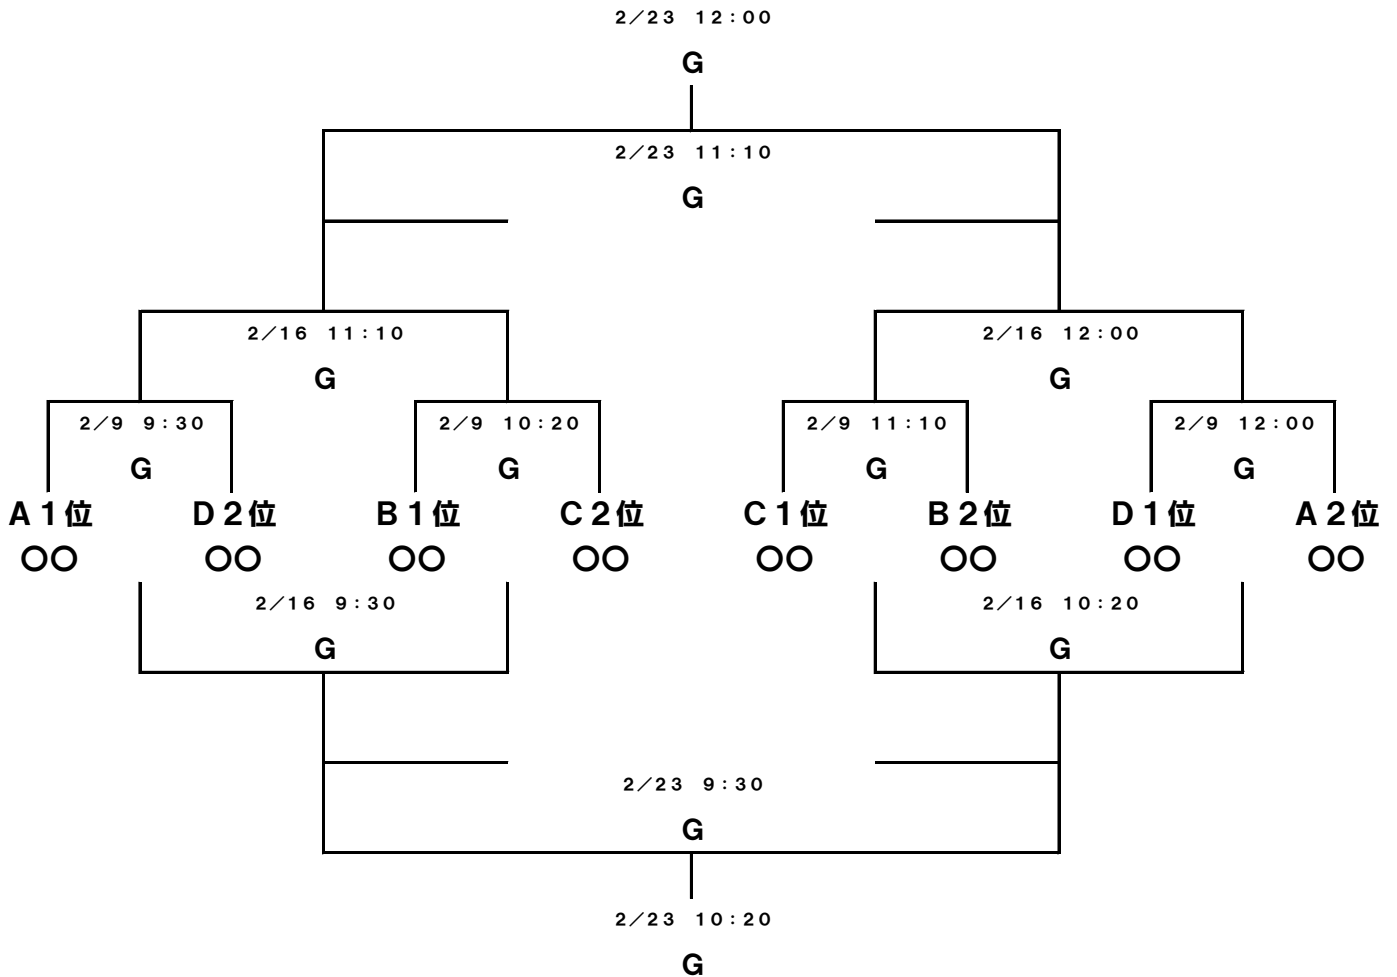 ２／２３　１２：００
Ｇ
２／２３　１１：１０
Ｇ
２／１６　１１：１０　２／１６　１２：００
Ｇ　Ｇ
２／９　９：３０　２／９　１０：２０　２／９　１１：１０　２／９　１２：００
Ｇ　Ｇ　Ｇ　Ｇ
Ａ１位　Ｄ２位　Ｂ１位　Ｃ２位　Ｃ１位　Ｂ２位　Ｄ１位　Ａ２位
○○　○○　○○　○○　○○　○○　○○　○○
２／１６　９：３０　２／１６　１０：２０
Ｇ　Ｇ
２／２３　９：３０
Ｇ
２／２３　１０：２０
Ｇ